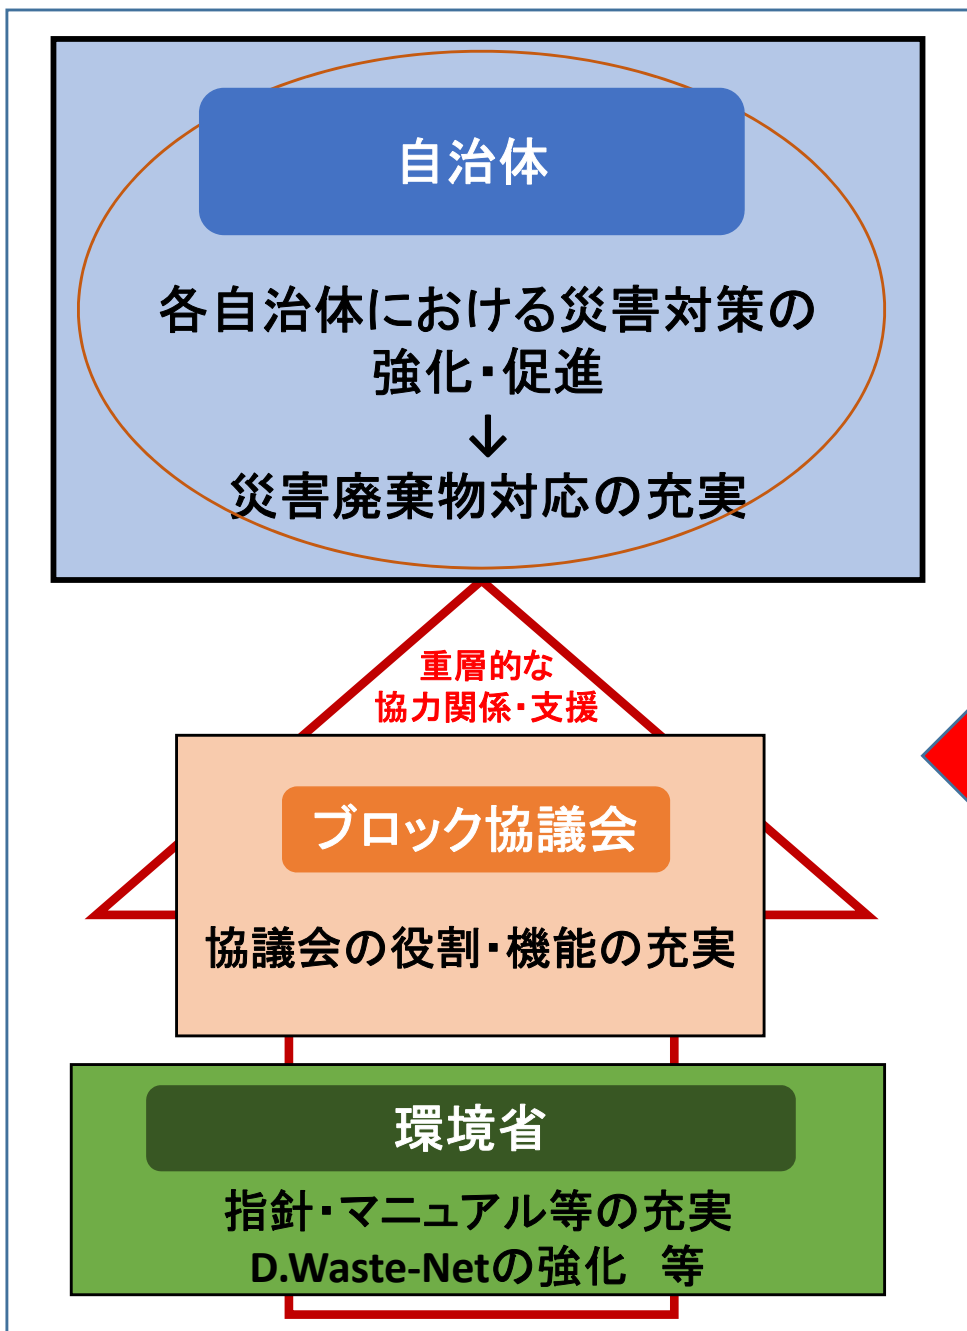 自治体
各自治体における災害対策の
強化・促進
↓
災害廃棄物対応の充実
重層的な
協力関係・支援
ブロック協議会
協議会の役割・機能の充実
環境省
指針・マニュアル等の充実
D.Waste-Netの強化　等